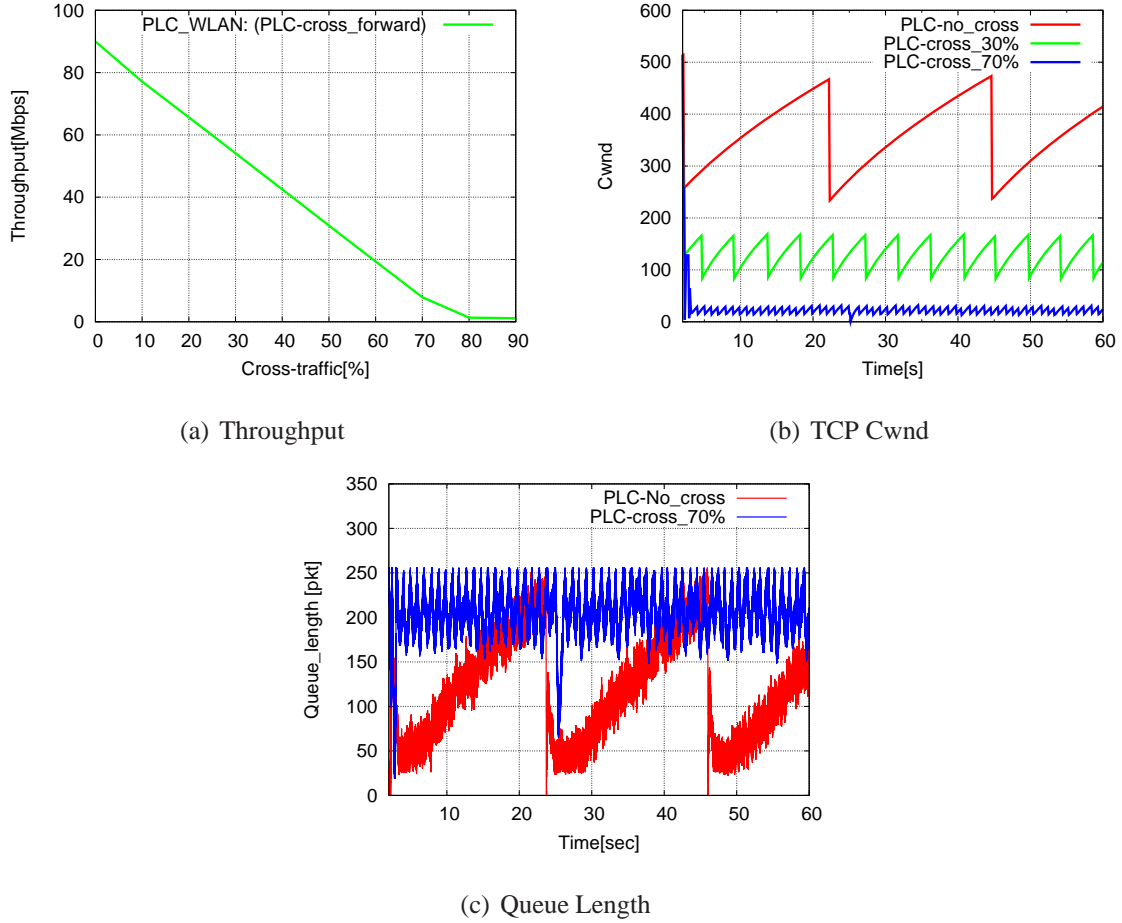 PLC_WLAN: (PLC-cross_forward)
100
80
60
40
20
0
Throughput[Mbps]
0 10 20 30 40 50 60 70 80 90
Cross-traffic[%]
(a) Throughput
PLC-no_cross
PLC-cross_30%
PLC-cross_70%
600
500
400
300
200
100
0
Cwnd
10 20 30 40 50 60
Time[s]
(b) TCP Cwnd
PLC-No_cross
PLC-cross_70%
350
300
250
200
150
100
50
0
Queue_length [pkt]
10 20 30 40 50 60
Time[sec]
(c) Queue Length